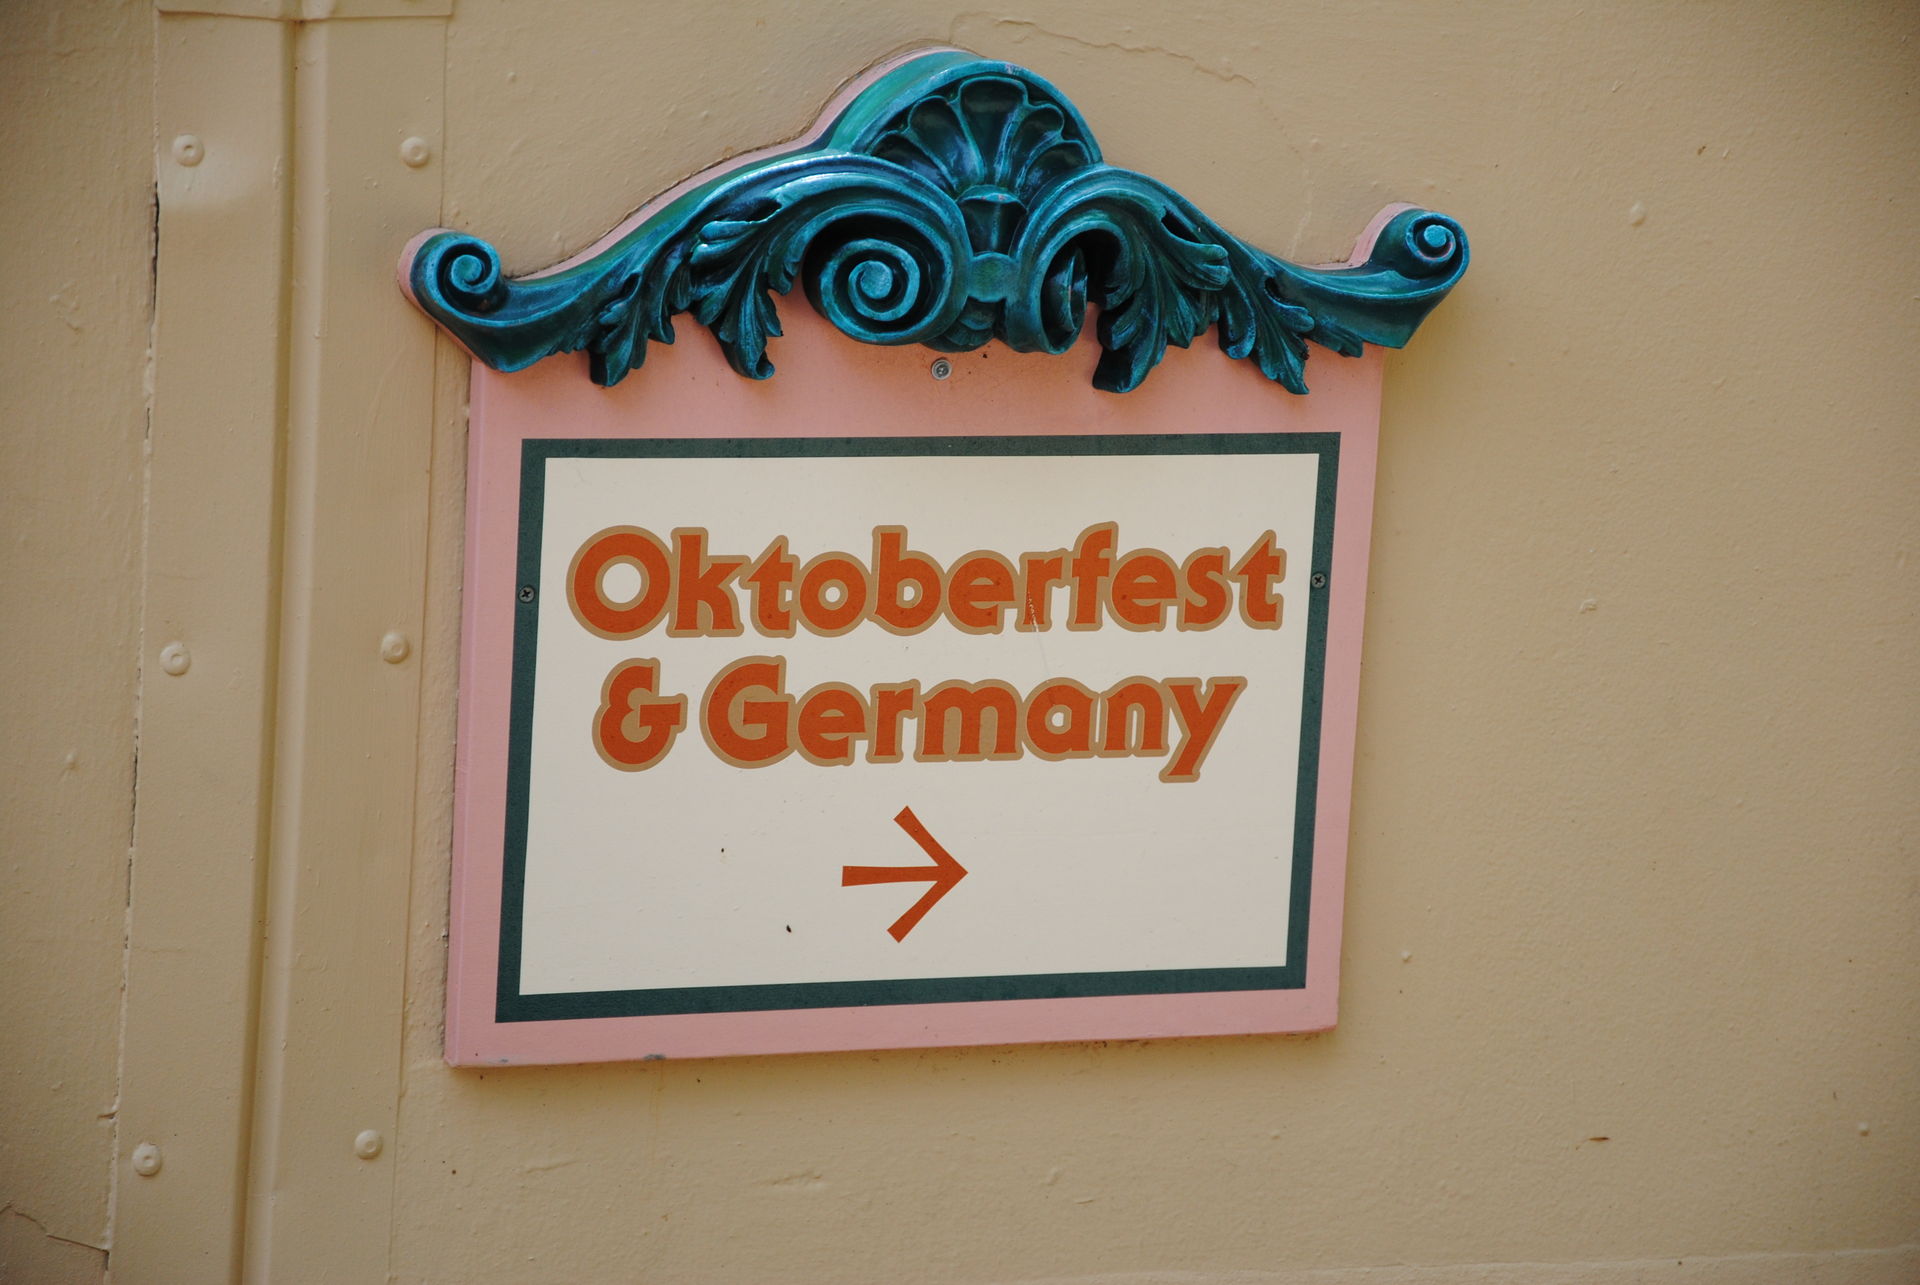 Oktoberfest
& Germany
→